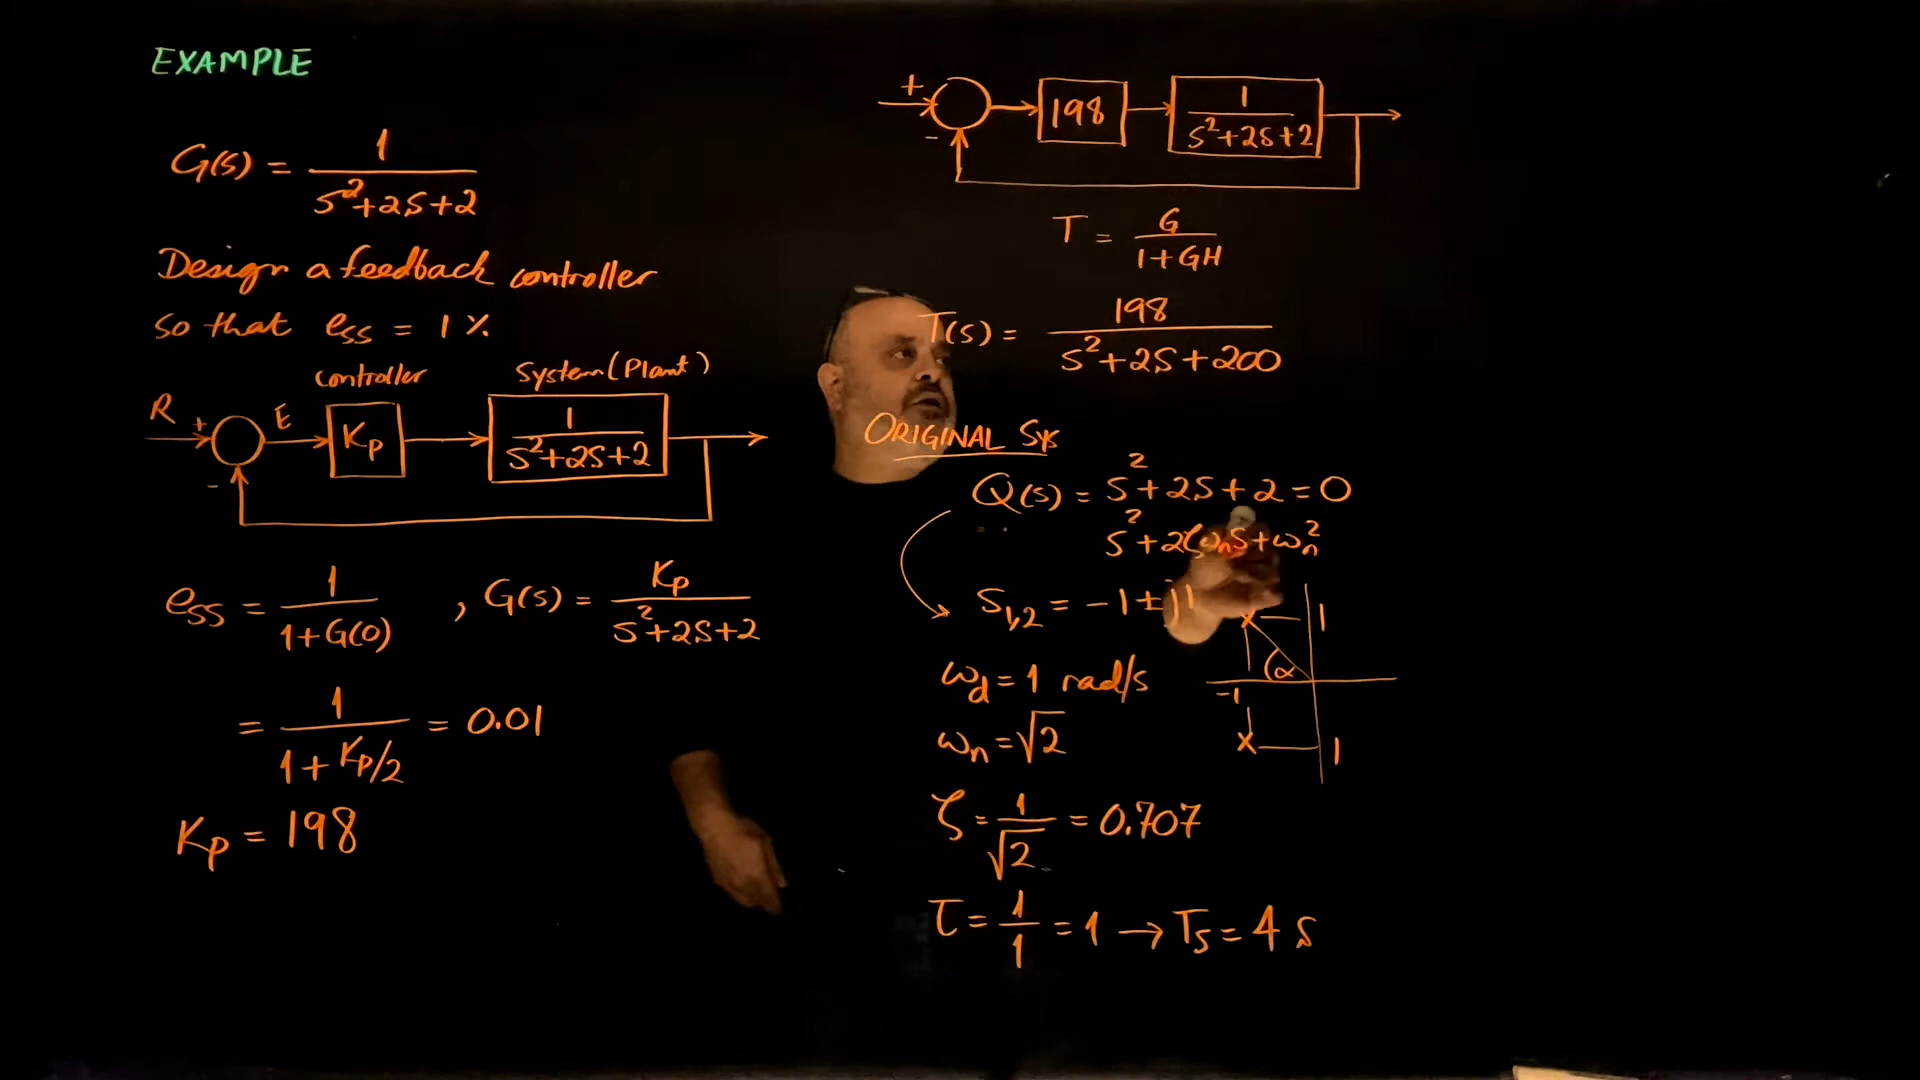 EXAMPLE
G(s) = 1 / s²+2s+2
Design a feedback controller
so that ess = 1 %
controller System (Plant)
R + E Kp 1 / s²+2s+2
-
ess = 1 / 1+G(0) , G(s) = Kp / s²+2s+2
= 1 / 1+Kp/2 = 0.01
Kp = 198
+ 198 1 / s²+2s+2
-
T = G / 1+GH
T(s) = 198 / s²+2s+200
ORIGINAL Sys
Q(s) = s²+2s+2=0
s²+2ζωns+ωn²
S1,2 = -1±j1
ωd=1 rad/s
ωn=√2
ζ= 1/√2 = 0.707
τ= 1/1 = 1 → Ts= 4 s
x 1
α
-1
x 1